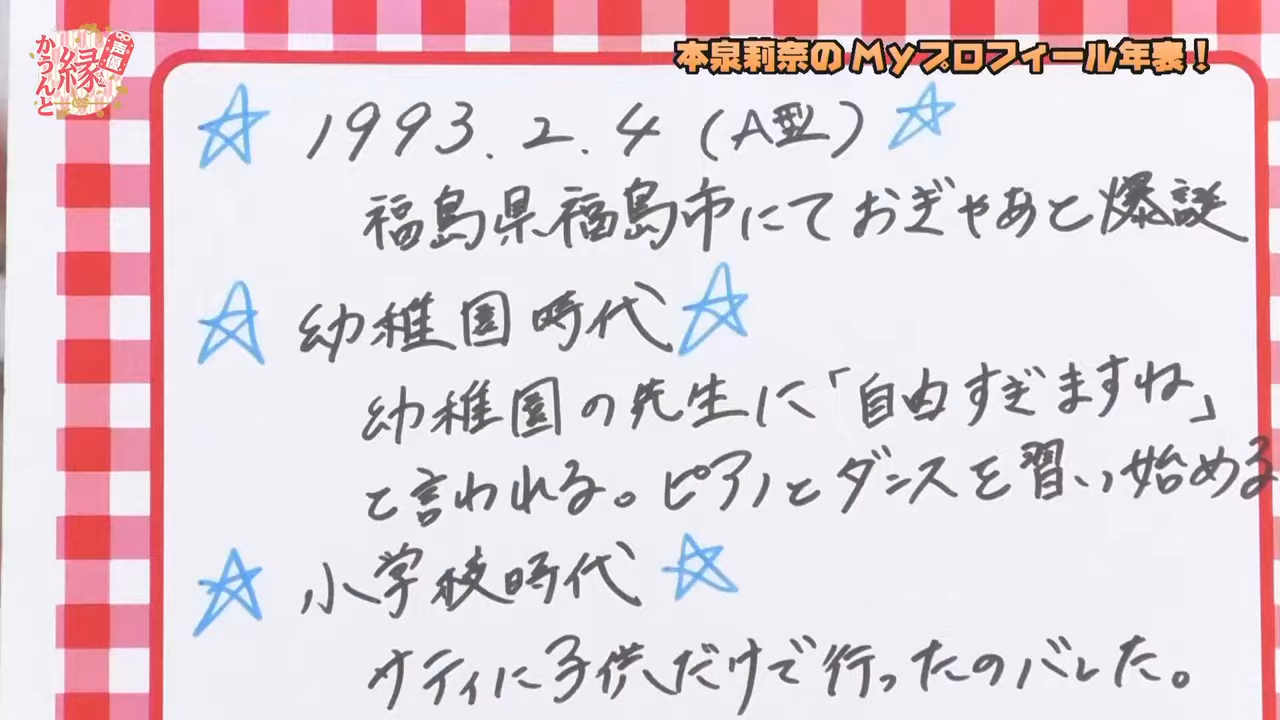 声優
縁
かうんと
本泉莉奈のMyプロフィール年表!
☆ 1993.2.4(A型) ☆
福島県福島市にておぎゃあと爆誕
☆ 幼稚園時代 ☆
幼稚園の先生に「自由すぎますね」
と言われる。ピアノとダンスを習い始める
☆ 小学校時代 ☆
サティに子供だけで行ったのバレた。